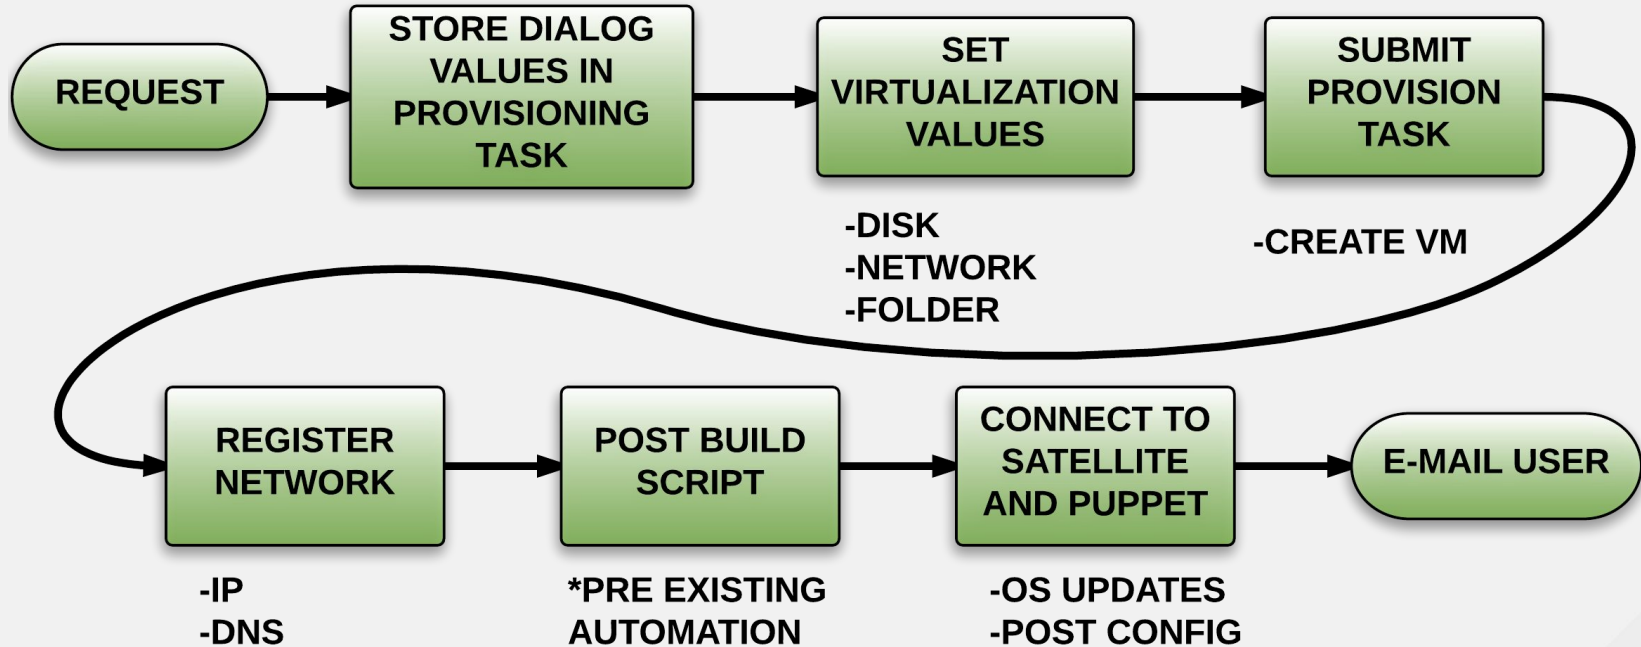 REQUEST
STORE DIALOG
VALUES IN
PROVISIONING
TASK
SET
VIRTUALIZATION
VALUES
SUBMIT
PROVISION
TASK
-DISK
-NETWORK
-FOLDER
-CREATE VM
REGISTER
NETWORK
POST BUILD
SCRIPT
CONNECT TO
SATELLITE
AND PUPPET
E-MAIL USER
-IP
-DNS
*PRE EXISTING
AUTOMATION
-OS UPDATES
-POST CONFIG